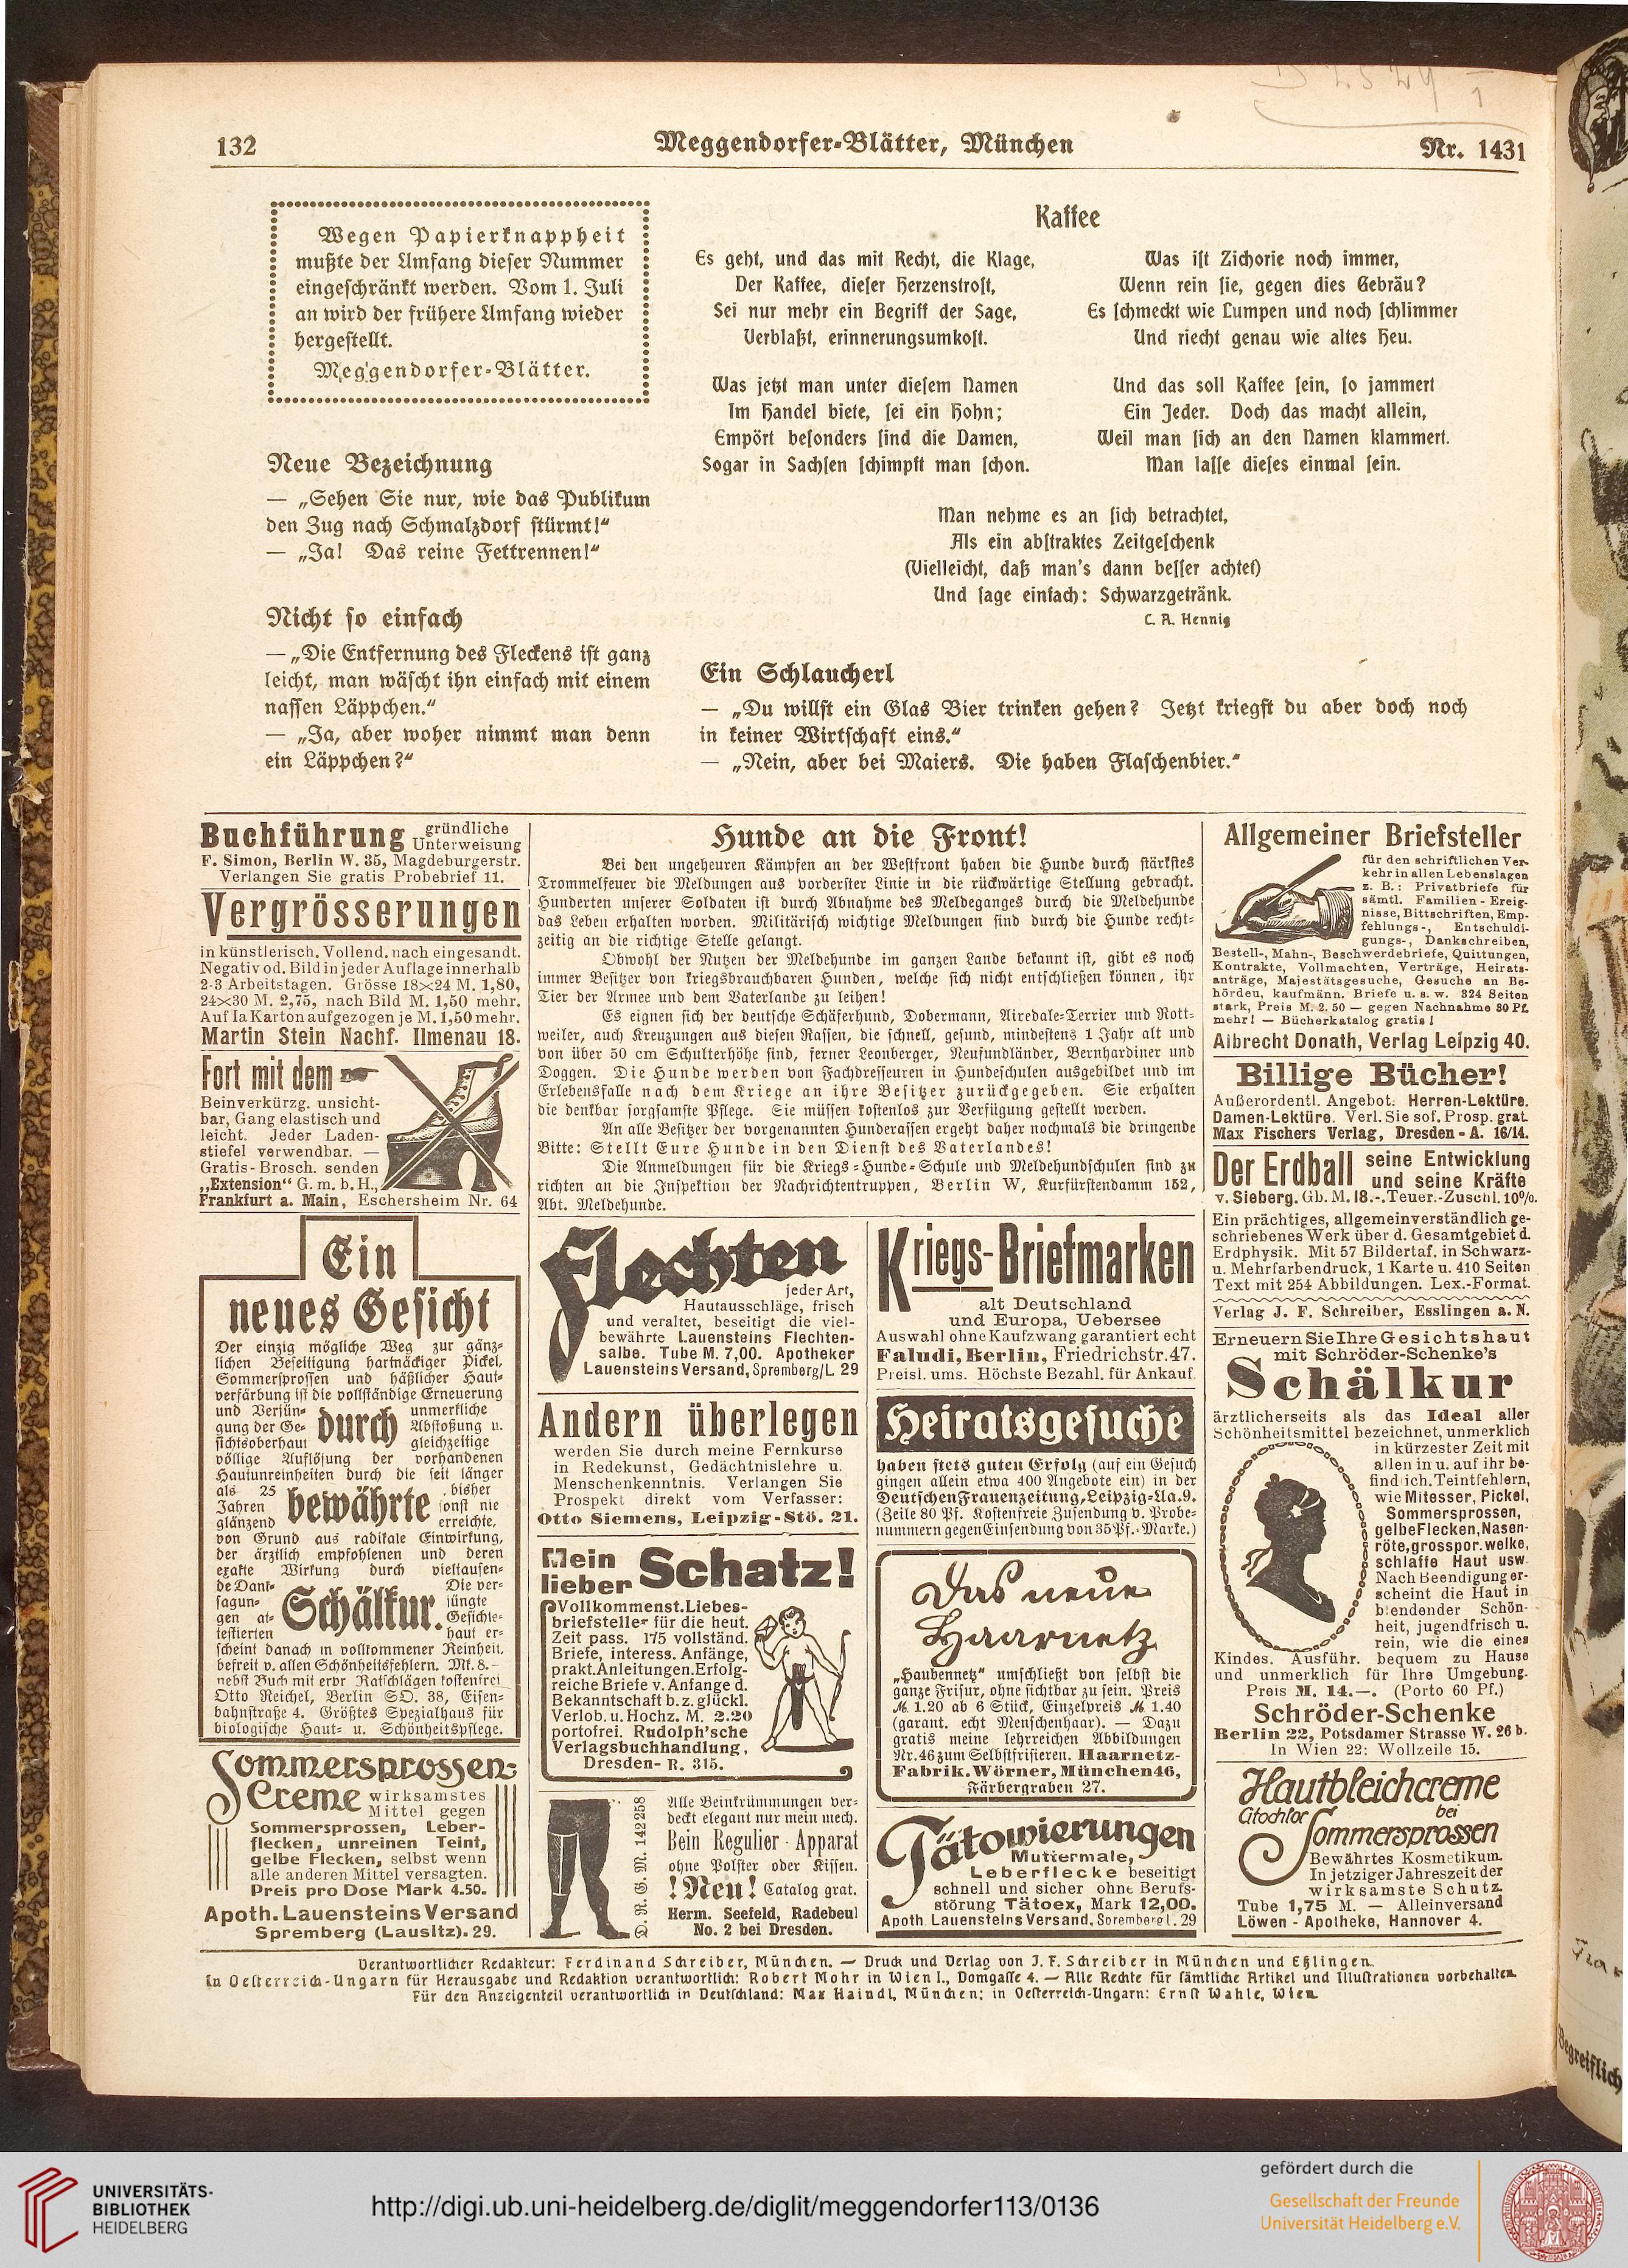 132
Meggendorfer-Blätter, München
Nr. 1431
Wegen Papierknappheit
mußte der Umfang dieser Nummer
eingeschränkt werden. Vom 1. Juli
an wird der frühere Umfang wieder
hergestellt.
Meggendorfer-Blätter.
Neue Bezeichnung
— „Sehen Sie nur, wie das Publikum
den Zug nach Schmalzdorf stürmt!“
— „Ja! Das reine Fettrennen!“
Nicht so einfach
— „Die Entfernung des Fleckens ist ganz
leicht, man wäscht ihn einfach mit einem
nassen Läppchen.“
— „Ja, aber woher nimmt man denn
ein Läppchen?“
Kaffee
Es geht, und das mit Recht, die Klage,
Der Kaffee, dieser Herzenstrost,
Sei nur mehr ein Begriff der Sage,
Verblaßt, erinnerungsumkost.
Was jetzt man unter diesem Namen
Im Handel biete, sei ein Hohn;
Empört besonders sind die Damen,
Sogar in Sachsen schimpft man schon.
Was ist Zichorie noch immer,
Wenn rein sie, gegen dies Gebräu?
Es schmeckt wie Lumpen und noch schlimmer
Und riecht genau wie altes Heu.
Und das soll Kaffee sein, so jammert
Ein Jeder. Doch das macht allein,
Weil man sich an den Namen klammert.
Man lasse dieses einmal sein.
Man nehme es an sich betrachtet,
Als ein abstraktes Zeitgeschenk
(Vielleicht, daß man's dann besser achtet)
Und sage einfach: Schwarzgetränk.
C. A. Hennig
Ein Schlaucherl
— „Du willst ein Glas Bier trinken gehen? Jetzt kriegst du aber doch noch
in keiner Wirtschaft eins.“
— „Nein, aber bei Maiers. Die haben Flaschenbier.“
Buchführung gründliche
Unterweisung
F. Simon, Berlin W. 35, Magdeburgerstr.
Verlangen Sie gratis Probebrief 11.
Vergrösserungen
in künstlerisch. Vollend. nach eingesandt.
Negativ od. Bild in jeder Auflage innerhalb
2-3 Arbeitstagen. Grösse 18×24 M. 1,80,
24×30 M. 2,75, nach Bild M. 1,50 mehr.
Auf Ia Karton aufgezogen je M. 1,50 mehr.
Martin Stein Nachf. Ilmenau 18.
Fort mit dem
Beinverkürzg. unsicht-
bar, Gang elastisch und
leicht. Jeder Laden-
stiefel verwendbar. —
Gratis-Brosch. senden
„Extension“ G. m. b. H.,
Frankfurt a. Main, Eschersheim Nr. 64
Ein
neues Gesicht
Der einzig mögliche Weg zur gänz-
lichen Beseitigung hartnäckiger Pickel,
Sommersprossen und häßlicher Haut-
verfärbung ist die vollständige Erneuerung
und Verjün- unmerkliche
gung der Ge- durch Abstoßung u.
sichtsoberhaut gleichzeitige
völlige Auflösung der vorhandenen
Hautunreinheiten durch die seit länger
als 25 bisher
Jahren bewährte sonst nie
glänzend erreichte,
von Grund aus radikale Einwirkung,
der ärztlich empfohlenen und deren
exakte Wirkung durch vieltausen-
de Dank- Die ver-
sagun- jüngte
gen at- Schälkur. Gesichts-
testierten haut er-
scheint danach in vollkommener Reinheit,
befreit v. allen Schönheitsfehlern. Mk. 8.—
nebst Buch mit erpr Ratschlägen kostenfrei
Otto Reichel, Berlin SO. 38, Eisen-
bahnstraße 4. Größtes Spezialhaus für
biologische Haut- u. Schönheitspflege.
Sommersprossen-
Creme wirksamstes
Mittel gegen
Sommersprossen, Leber-
flecken, unreinen Teint,
gelbe Flecken, selbst wenn
alle anderen Mittel versagten.
Preis pro Dose Mark 4.50.
Apoth. Lauensteins Versand
Spremberg (Lausitz). 29.
Hunde an die Front!
Bei den ungeheuren Kämpfen an der Westfront haben die Hunde durch stärkstes
Trommelfeuer die Meldungen aus vorderster Linie in die rückwärtige Stellung gebracht.
Hunderten unserer Soldaten ist durch Abnahme des Meldeganges durch die Meldehunde
das Leben erhalten worden. Militärisch wichtige Meldungen sind durch die Hunde recht-
zeitig an die richtige Stelle gelangt.
Obwohl der Nutzen der Meldehunde im ganzen Lande bekannt ist, gibt es noch
immer Besitzer von kriegsbrauchbaren Hunden, welche sich nicht entschließen können, ihr
Tier der Armee und dem Vaterlande zu leihen!
Es eignen sich der deutsche Schäferhund, Dobermann, Airedale-Terrier und Rott-
weiler, auch Kreuzungen aus diesen Rassen, die schnell, gesund, mindestens 1 Jahr alt und
von über 50 cm Schulterhöhe sind, ferner Leonberger, Neufundländer, Bernhardiner und
Doggen. Die Hunde werden von Fachdresseuren in Hundeschulen ausgebildet und im
Erlebensfalle nach dem Kriege an ihre Besitzer zurückgegeben. Sie erhalten
die denkbar sorgsamste Pflege. Sie müssen kostenlos zur Verfügung gestellt werden.
An alle Besitzer der vorgenannten Hunderassen ergeht daher nochmals die dringende
Bitte: Stellt Eure Hunde in den Dienst des Vaterlandes!
Die Anmeldungen für die Kriegs-Hunde-Schule und Meldehundschulen sind zu
richten an die Inspektion der Nachrichtentruppen, Berlin W, Kurfürstendamm 152,
Abt. Meldehunde.
Flechten
jeder Art,
Hautausschläge, frisch
und veraltet, beseitigt die viel-
bewährte Lauensteins Flechten-
salbe. Tube M. 7,00. Apotheker
Lauensteins Versand, Spremberg/L 29
Andern überlegen
werden Sie durch meine Fernkurse
in Redekunst, Gedächtnislehre u.
Menschenkenntnis. Verlangen Sie
Prospekt direkt vom Verfasser:
Otto Siemens, Leipzig-Stö. 21.
Mein
lieber Schatz!
Vollkommenst. Liebes-
briefsteller für die heut.
Zeit pass. 175 vollständ.
Briefe, interess. Anfänge,
prakt. Anleitungen. Erfolg-
reiche Briefe v. Anfange d.
Bekanntschaft b. z. glückl.
Verlob. u. Hochz. M. 2.20
portofrei. Rudolph'sche
Verlagsbuchhandlung,
Dresden- R. 315.
D. R. G. M. 142258
Alle Beinkrümmungen ver-
deckt elegant nur mein mech.
Bein Regulier-Apparat
ohne Polster oder Kissen.
! Neu! Catalog grat.
Herm. Seefeld, Radebeul
No. 2 bei Dresden.
Kriegs-Briefmarken
alt Deutschland
und Europa, Uebersee
Auswahl ohne Kaufzwang garantiert echt
Faludi, Berlin, Friedrichstr. 47.
Preisl. ums. Höchste Bezahl. für Ankauf
Heiratsgesuche
haben stets guten Erfolg (auf ein Gesuch
gingen allein etwa 400 Angebote ein) in der
Deutschen Frauenzeitung, Leipzig-Lla. 9.
(Zeile 80 Pf. Kostenfreie Zusendung v. Probe-
nummern gegen Einsendung von 35 Pf.-Marke.)
Das neue
Haarnetz
„Haubennetz“ umschließt von selbst die
ganze Frisur, ohne sichtbar zu sein. Preis
ℳ 1.20 ab 6 Stück, Einzelpreis ℳ 1.40
(garant. echt Menschenhaar). — Dazu
gratis meine lehrreichen Abbildungen
Nr. 46 zum Selbstfrisieren. Haarnetz-
Fabrik. Wörner, München 46,
Färbergraben 27.
Tätowierungen
Muttermale,
Leberflecke beseitigt
schnell und sicher ohne Berufs-
störung Tätoex, Mark 12,00.
Apoth. Lauensteins Versand, Spremberg L. 29
Allgemeiner Briefsteller
für den schriftlichen Ver-
kehr in allen Lebenslagen
z. B.: Privatbriefe für
sämtl. Familien-Ereig-
nisse, Bittschriften, Emp-
fehlungs-, Entschuldi-
gungs-, Dankschreiben,
Bestell-, Mahn-, Beschwerdebriefe, Quittungen,
Kontrakte, Vollmachten, Verträge, Heirats-
anträge, Majestätsgesuche, Gesuche an Be-
hörden, kaufmänn. Briefe u. s. w. 324 Seiten
stark, Preis M. 2.50 — gegen Nachnahme 80 Pf.
mehr! — Bücherkatalog gratis!
Albrecht Donath, Verlag Leipzig 40.
Billige Bücher!
Außerordentl. Angebot. Herren-Lektüre.
Damen-Lektüre. Verl. Sie sof. Prosp. grat.
Max Fischers Verlag, Dresden-A. 16/14.
Der Erdball seine Entwicklung
und seine Kräfte
v. Sieberg. Gb. M. 18.-. Teuer.-Zuschl. 10%.
Ein prächtiges, allgemeinverständlich ge-
schriebenes Werk über d. Gesamtgebiet d.
Erdphysik. Mit 57 Bildertaf. in Schwarz-
u. Mehrfarbendruck, 1 Karte u. 410 Seiten
Text mit 254 Abbildungen. Lex.-Format.
Verlag J. F. Schreiber, Esslingen a. N.
Erneuern Sie Ihre Gesichtshaut
mit Schröder-Schenke's
Schälkur
ärztlicherseits als das Ideal aller
Schönheitsmittel bezeichnet, unmerklich
in kürzester Zeit mit
allen in u. auf ihr be-
findlich. Teintfehlern,
wie Mitesser, Pickel,
Sommersprossen,
gelbe Flecken, Nasen-
röte, grosspor. welke,
schlaffe Haut usw.
Nach Beendigung er-
scheint die Haut in
blendender Schön-
heit, jugendfrisch u.
rein, wie die eines
Kindes. Ausführ. bequem zu Hause
und unmerklich für Ihre Umgebung.
Preis M. 14.—. (Porto 60 Pf.)
Schröder-Schenke
Berlin 22, Potsdamer Strasse W. 26 b.
In Wien 22: Wollzeile 15.
Hautbleichcreme
Citochlor bei
Sommersprossen
Bewährtes Kosmetikum.
In jetziger Jahreszeit der
wirksamste Schutz.
Tube 1,75 M. — Alleinversand
Löwen-Apotheke, Hannover 4.
Verantwortlicher Redakteur: Ferdinand Schreiber, München. — Druck und Verlag von J. F. Schreiber in München und Eßlingen.
In Oesterreich-Ungarn für Herausgabe und Redaktion verantwortlich: Robert Mohr in Wien I., Domgasse 4. — Alle Rechte für sämtliche Artikel und Illustrationen vorbehalten.
Für den Anzeigenteil verantwortlich in Deutschland: Max Haindl, München; in Oesterreich-Ungarn: Ernst Wahle, Wien.
Begreiflich
UNIVERSITÄTS-
BIBLIOTHEK
HEIDELBERG
http://digi.ub.uni-heidelberg.de/diglit/meggendorfer113/0136
gefördert durch die
Gesellschaft der Freunde
Universität Heidelberg e.V.